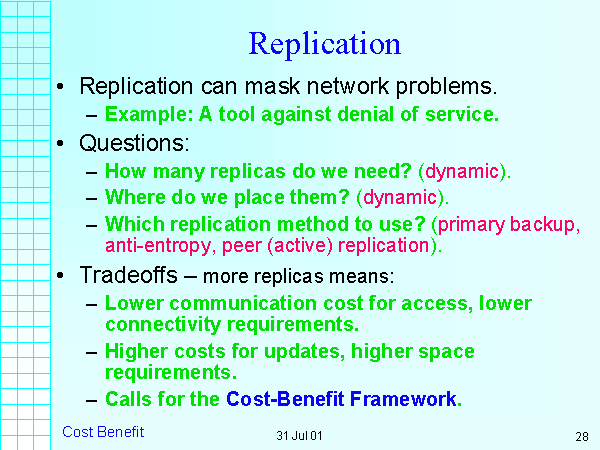 Replication
• Replication can mask network problems.
– Example: A tool against denial of service.
• Questions:
– How many replicas do we need? (dynamic).
– Where do we place them? (dynamic).
– Which replication method to use? (primary backup,
anti-entropy, peer (active) replication).
• Tradeoffs – more replicas means:
– Lower communication cost for access, lower
connectivity requirements.
– Higher costs for updates, higher space
requirements.
– Calls for the Cost-Benefit Framework.
Cost Benefit
31 Jul 01
28